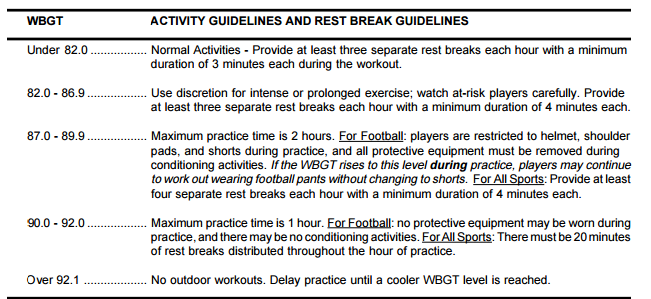 WBGT ACTIVITY GUIDELINES AND REST BREAK GUIDELINES
Under 82.0 ................. Normal Activities - Provide at least three separate rest breaks each hour with a minimum
duration of 3 minutes each during the workout.
82.0 - 86.9 .................. Use discretion for intense or prolonged exercise; watch at-risk players carefully. Provide
at least three separate rest breaks each hour with a minimum duration of 4 minutes each.
87.0 - 89.9 .................. Maximum practice time is 2 hours. For Football: players are restricted to helmet, shoulder
pads, and shorts during practice, and all protective equipment must be removed during
conditioning activities. If the WBGT rises to this level during practice, players may continue
to work out wearing football pants without changing to shorts. For All Sports: Provide at least
four separate rest breaks each hour with a minimum duration of 4 minutes each.
90.0 - 92.0 .................. Maximum practice time is 1 hour. For Football: no protective equipment may be worn during
practice, and there may be no conditioning activities. For All Sports: There must be 20 minutes
of rest breaks distributed throughout the hour of practice.
Over 92.1 ................... No outdoor workouts. Delay practice until a cooler WBGT level is reached.